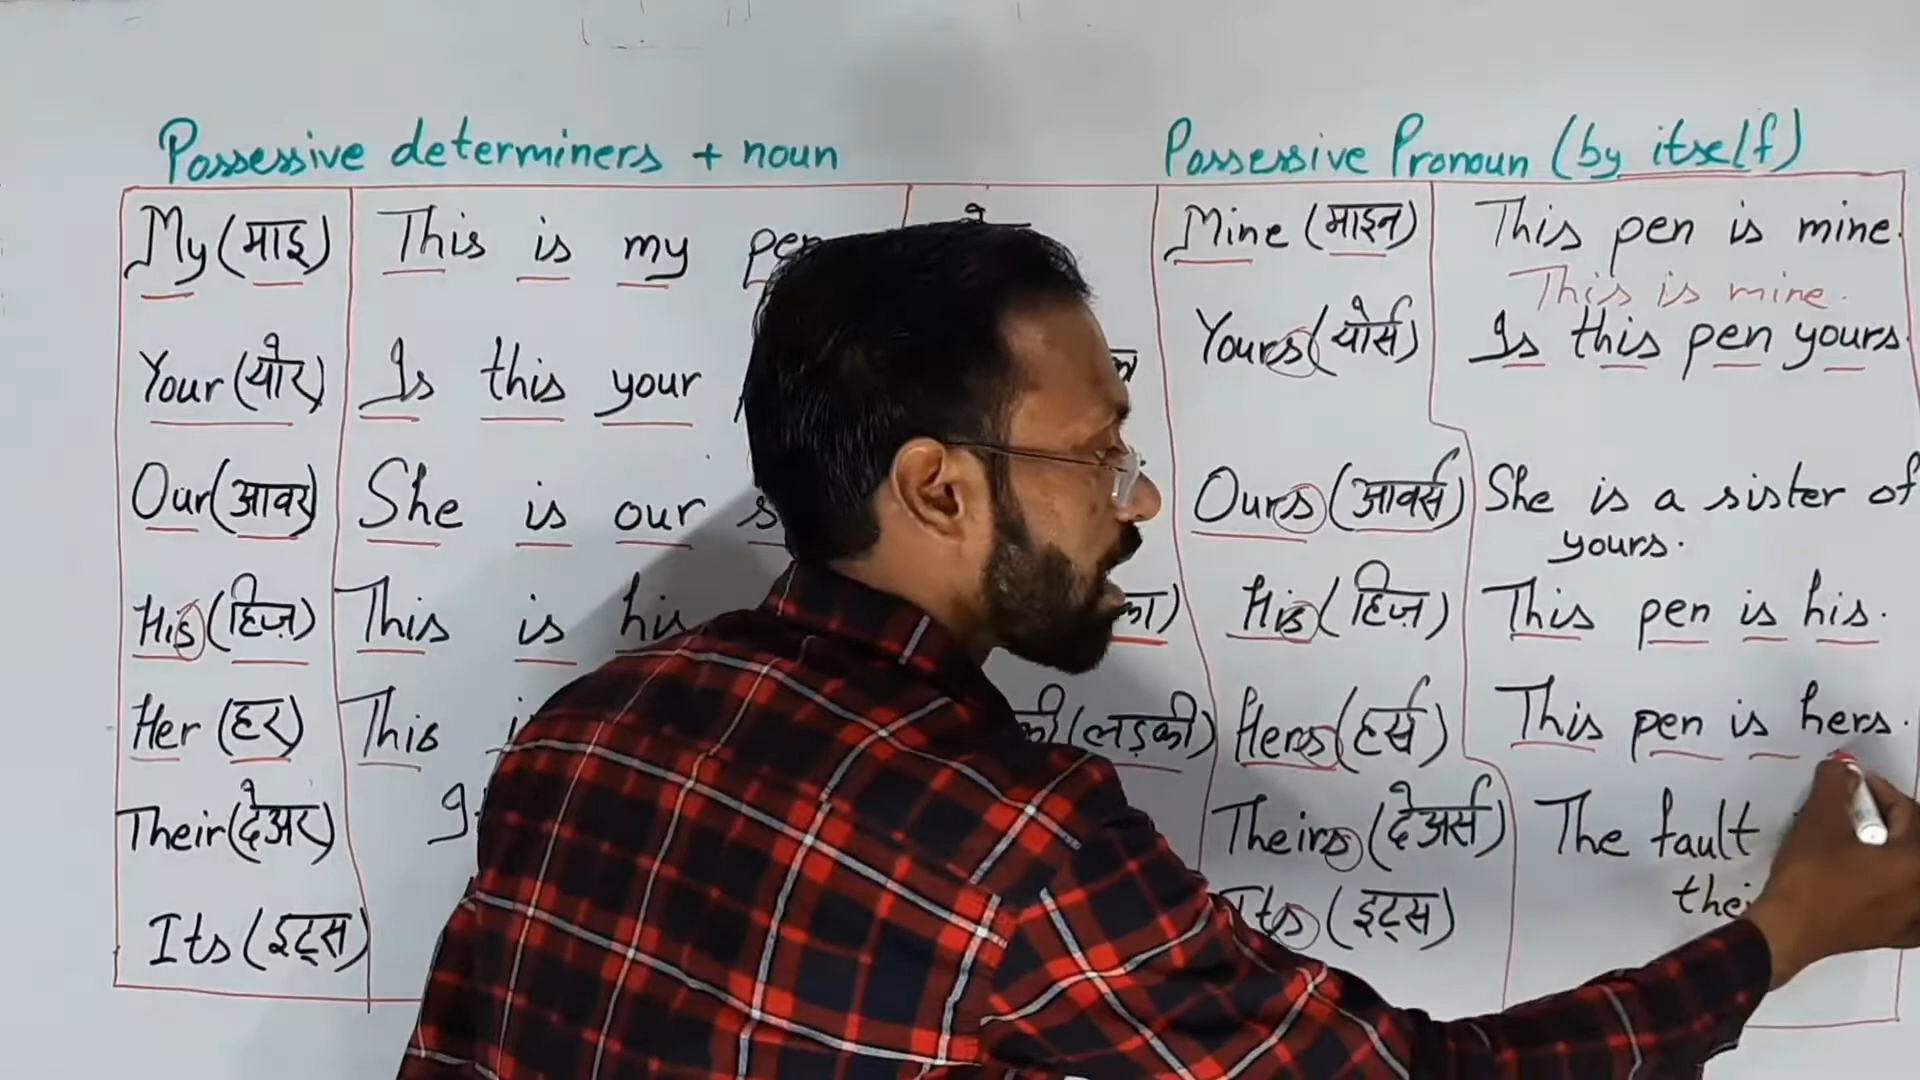 Possessive determiners + noun
Possessive Pronoun (by itself)
My (माइ)
This is my
Mine (माइन)
This pen is mine.
This is mine.
Your (योर)
Is this your
Yours (योर्स)
Is this pen yours.
Our (आवर)
She is our
Ours (आवर्स)
She is a sister of
yours.
His (हिज़)
This is his
His (हिज़)
This pen is his.
Her (हर)
This
(लड़की)
Hers (हर्स)
This pen is hers.
Their (देअर)
Theirs (देअर्स)
The fault
Its (इट्स)
Its (इट्स)